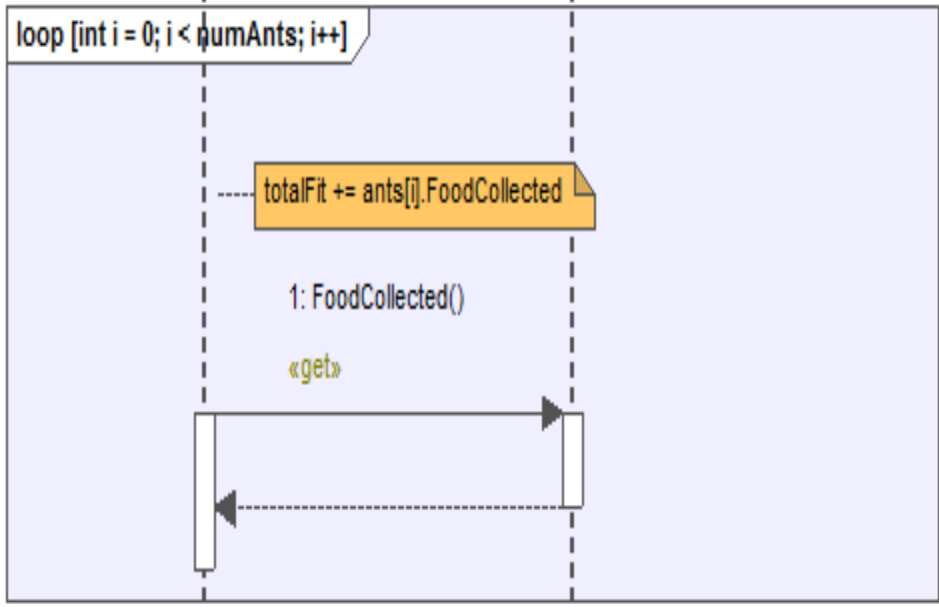 loop [int i = 0; i < numAnts; i++]
totalFit += ants[i].FoodCollected
1: FoodCollected()
«get»